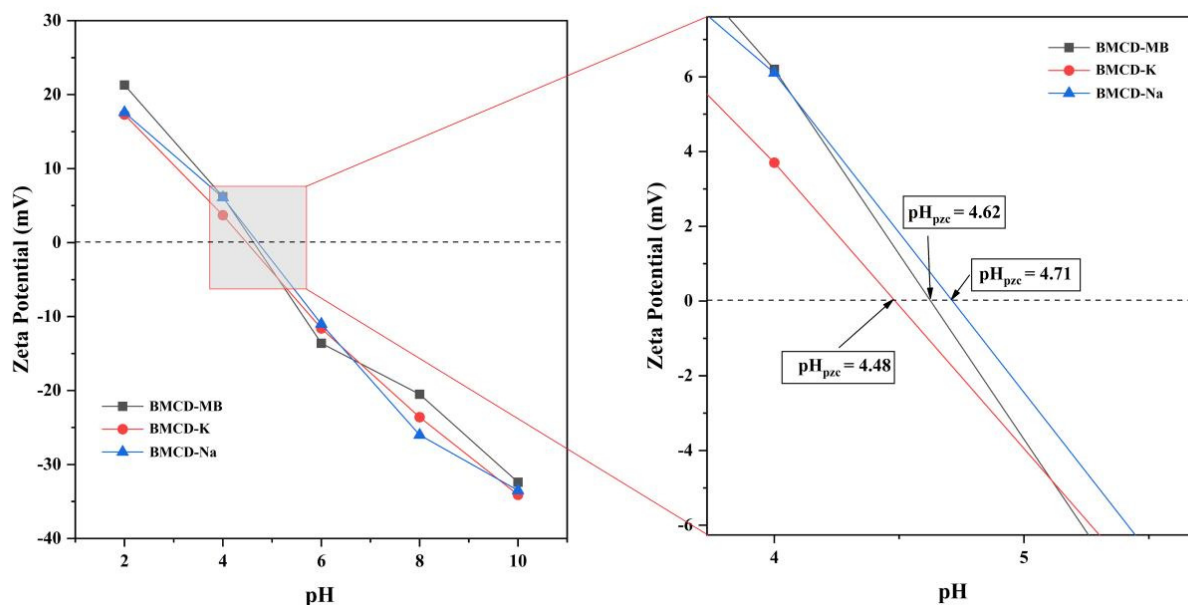 30
20
10
0
-10
-20
-30
-40
Zeta Potential (mV)
BMCD-MB
BMCD-K
BMCD-Na
2 4 6 8 10
pH
6
4
2
0
-2
-4
-6
Zeta Potential (mV)
BMCD-MB
BMCD-K
BMCD-Na
pHpzc = 4.62
pHpzc = 4.71
pHpzc = 4.48
4 5
pH